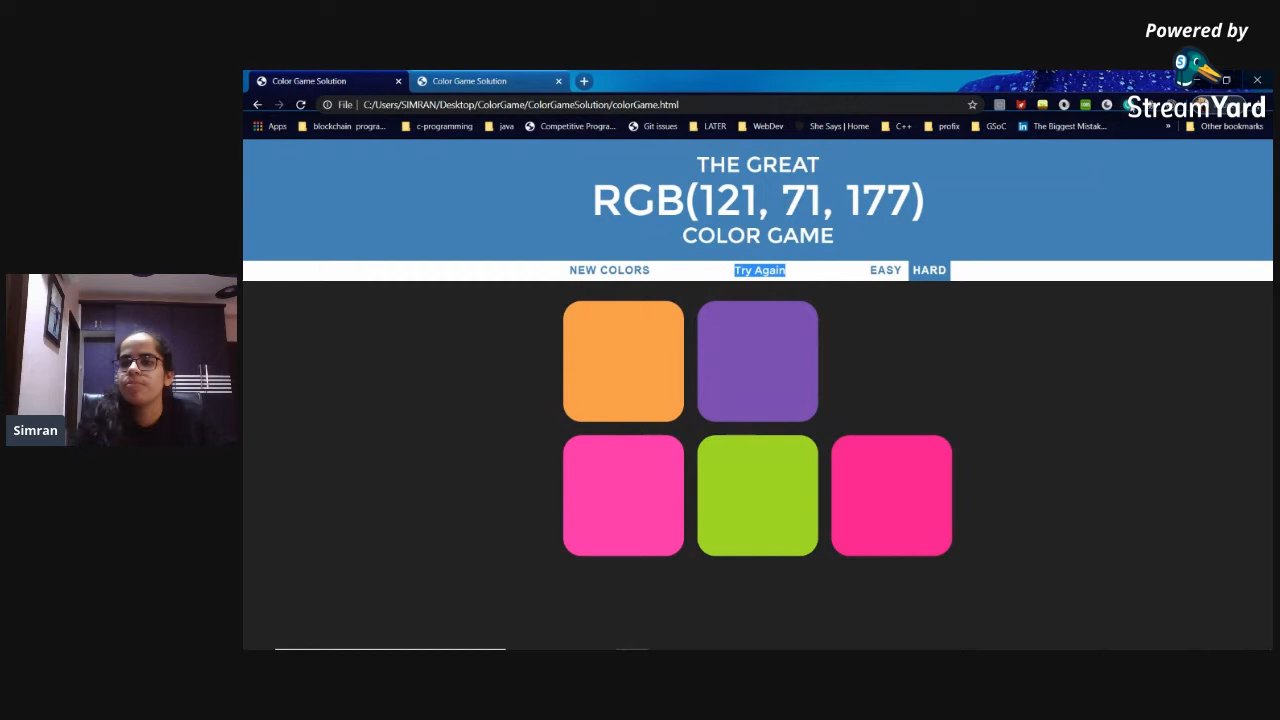 Powered by
StreamYard
Color Game Solution
Color Game Solution
File
C:/Users/SIMRAN/Desktop/ColorGame/ColorGameSolution/colorGame.html
Apps
blockchain progra...
c-programming
java
Competitive Progra...
Git issues
LATER
WebDev
She Says | Home
C++
profix
GSoC
The Biggest Mistak...
»
Other bookmarks
THE GREAT
RGB(121, 71, 177)
COLOR GAME
NEW COLORS
Try Again
EASY
HARD
Simran